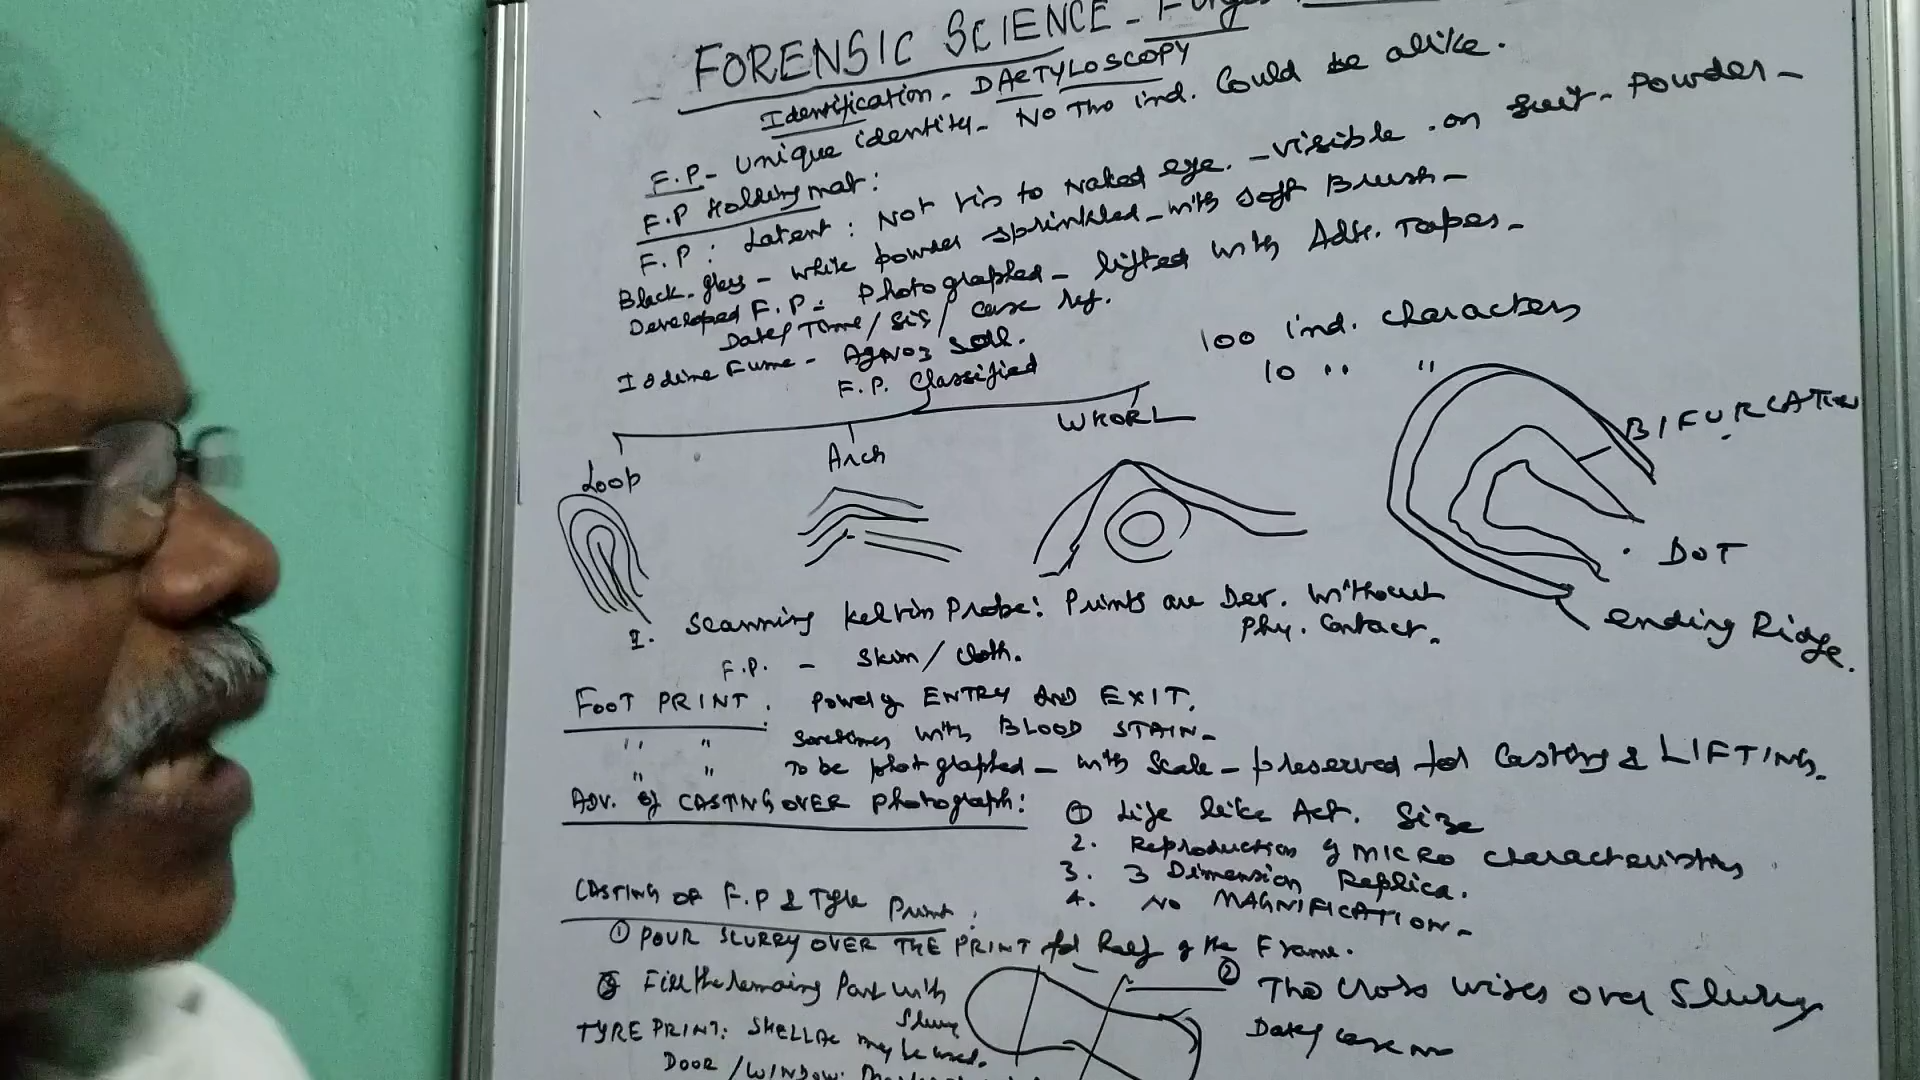 FORENSIC SCIENCE -
Identification - DACTYLOSCOPY
F.P - Unique identity - No Two ind. Could be alike.
F.P Holding mat:
F.P : Latent : Not vis to Naked eye. - visible on suit. Powder -
Black glass - white powder sprinkled - with soft Brush -
Developed F.P : Photographed - lifted with Adh. Tapes -
Date/Time/Sig/ case ref.
Iodine Fume - AgNO3 Soln.
100 ind. characters
10 " "
F.P. Classified
Loop
Arch
WHORL
BIFURCATION
DOT
ending Ridge.
1. Scanning Kelvin Probe: Prints are Dev. Without
Phy. Contact.
F.P. - Skin/Cloth.
FOOT PRINT : ENTRY AND EXIT.
" " Sometimes with BLOOD STAIN -
" " To be photographed - with Scale - preserved for Casting & LIFTING.
ADV. of CASTING OVER Photograph:
① Life like Act. Size
2. Reproduction of MICRO characteristics
3. 3 Dimension Replica.
4. NO MAGNIFICATION -
CASTING OF F.P & Tyre Print :
① POUR SLURRY OVER THE PRINT for Half of the Frame.
② Two Cross wires over Slurry
③ Fill the remaining Part with
Slurry
Date/ case no
TYRE PRINT: SHELLAC may be used.
DOOR / WINDOW: